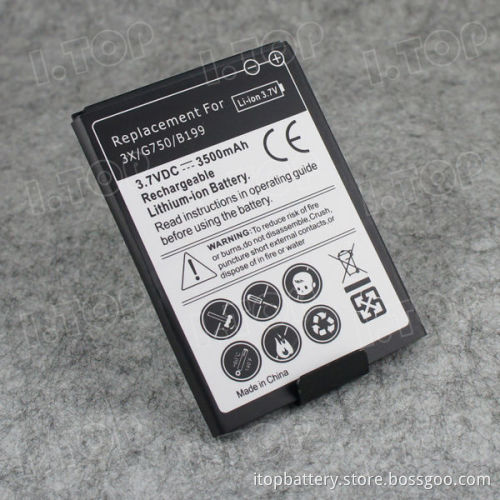 I.TOP I.TOP I.TOP
Replacement For
3X/G750/B199
Li-ion 3.7V
3.7VDC 3500mAh
Rechargeable
Lithium-ion Battery.
Read instructions in operating guide
before using the battery.
WARNING: To reduce risk of fire
or burns,do not disassemble.Crush,
puncture short external contacts, or
dispose of in fire or water
Made in China
itopbattery.store.bossgoo.com